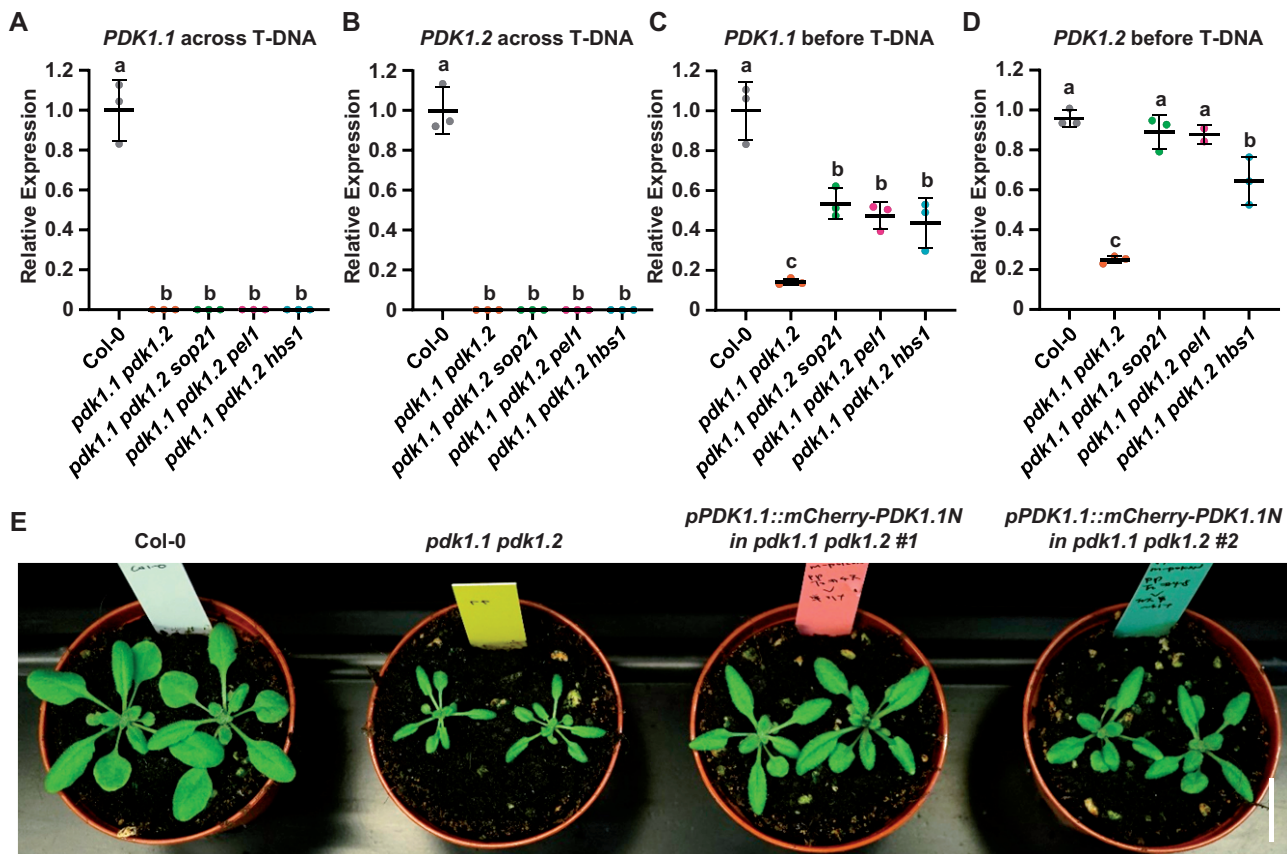 A
PDK1.1 across T-DNA
Relative Expression
1.2
1.0
0.8
0.6
0.4
0.2
0
a
b
b
b
b
Col-0
pdk1.1 pdk1.2
pdk1.1 pdk1.2 sop21
pdk1.1 pdk1.2 pel1
pdk1.1 pdk1.2 hbs1
B
PDK1.2 across T-DNA
Relative Expression
1.2
1.0
0.8
0.6
0.4
0.2
0
a
b
b
b
b
Col-0
pdk1.1 pdk1.2
pdk1.1 pdk1.2 sop21
pdk1.1 pdk1.2 pel1
pdk1.1 pdk1.2 hbs1
C
PDK1.1 before T-DNA
Relative Expression
1.2
1.0
0.8
0.6
0.4
0.2
0
a
c
b
b
b
Col-0
pdk1.1 pdk1.2
pdk1.1 pdk1.2 sop21
pdk1.1 pdk1.2 pel1
pdk1.1 pdk1.2 hbs1
D
PDK1.2 before T-DNA
Relative Expression
1.2
1.0
0.8
0.6
0.4
0.2
0
a
c
a
a
b
Col-0
pdk1.1 pdk1.2
pdk1.1 pdk1.2 sop21
pdk1.1 pdk1.2 pel1
pdk1.1 pdk1.2 hbs1
E
Col-0
pdk1.1 pdk1.2
pPDK1.1::mCherry-PDK1.1N
in pdk1.1 pdk1.2 #1
pPDK1.1::mCherry-PDK1.1N
in pdk1.1 pdk1.2 #2
Col-0